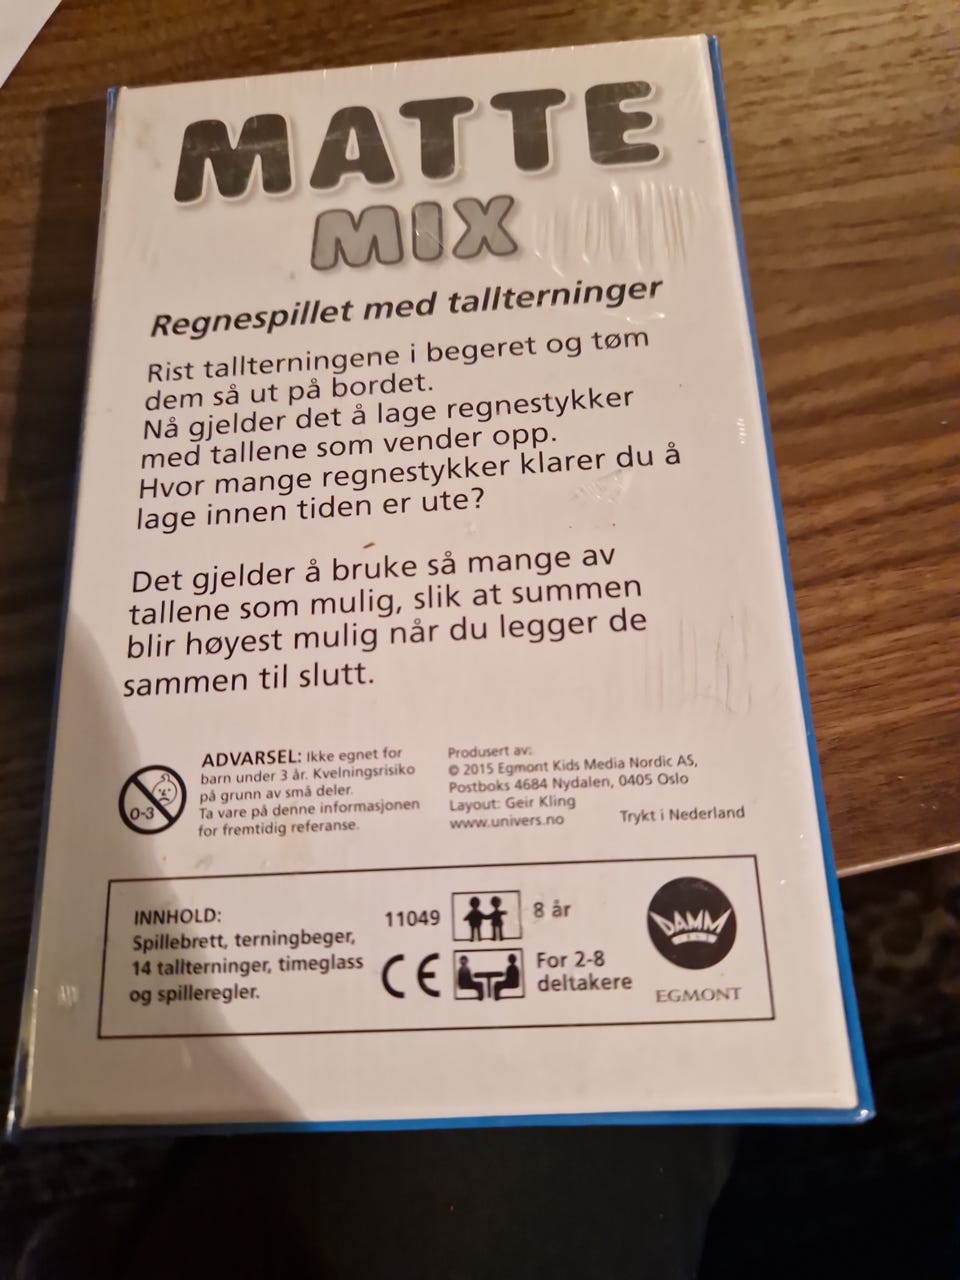 MATTE
MIX
Regnespillet med tallterninger
Rist tallterningene i begeret og tøm
dem så ut på bordet.
Nå gjelder det å lage regnestykker
med tallene som vender opp.
Hvor mange regnestykker klarer du å
lage innen tiden er ute?
Det gjelder å bruke så mange av
tallene som mulig, slik at summen
blir høyest mulig når du legger de
sammen til slutt.
0-3
ADVARSEL: Ikke egnet for
barn under 3 år. Kvelningsrisiko
på grunn av små deler.
Ta vare på denne informasjonen
for fremtidig referanse.
Produsert av:
© 2015 Egmont Kids Media Nordic AS,
Postboks 4684 Nydalen, 0405 Oslo
Layout: Geir Kling
www.univers.no
Trykt i Nederland
INNHOLD:
Spillebrett, terningbeger,
14 tallterninger, timeglass
og spilleregler.
11049
8 år
CE
For 2-8
deltakere
DAMM
EGMONT